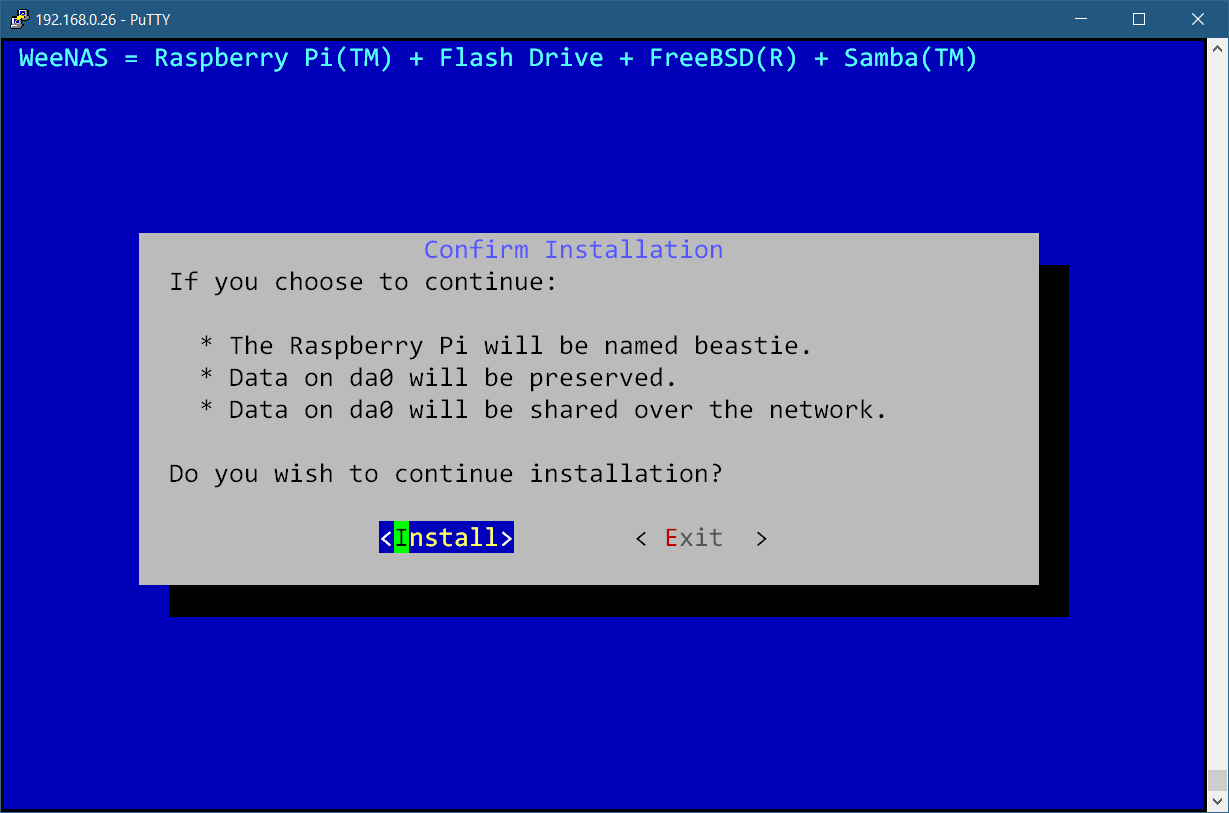 192.168.0.26 - PuTTY
WeeNAS = Raspberry Pi(TM) + Flash Drive + FreeBSD(R) + Samba(TM)
Confirm Installation
If you choose to continue:
* The Raspberry Pi will be named beastie.
* Data on da0 will be preserved.
* Data on da0 will be shared over the network.
Do you wish to continue installation?
<Install> < Exit >